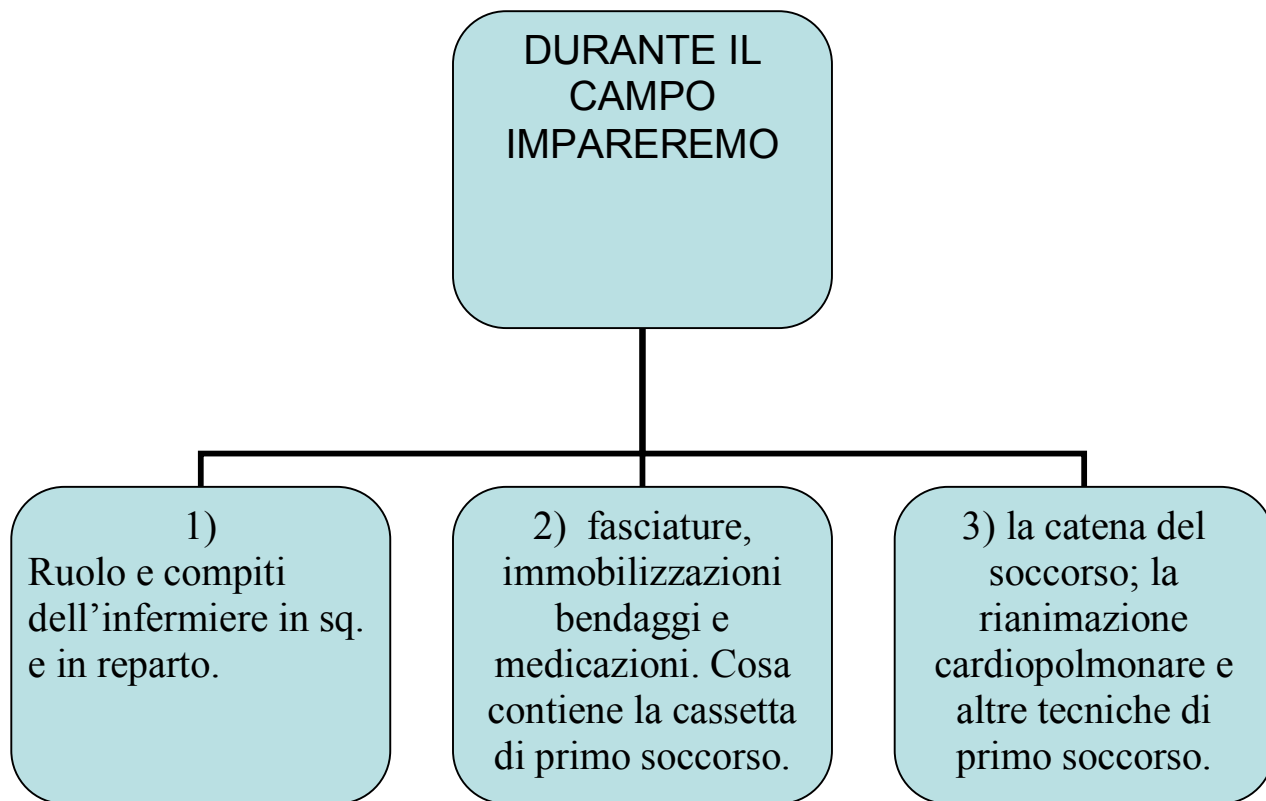 DURANTE IL
CAMPO
IMPAREREMO
1)
Ruolo e compiti
dell’infermiere in sq.
e in reparto.
2) fasciature,
immobilizzazioni
bendaggi e
medicazioni. Cosa
contiene la cassetta
di primo soccorso.
3) la catena del
soccorso; la
rianimazione
cardiopolmonare e
altre tecniche di
primo soccorso.